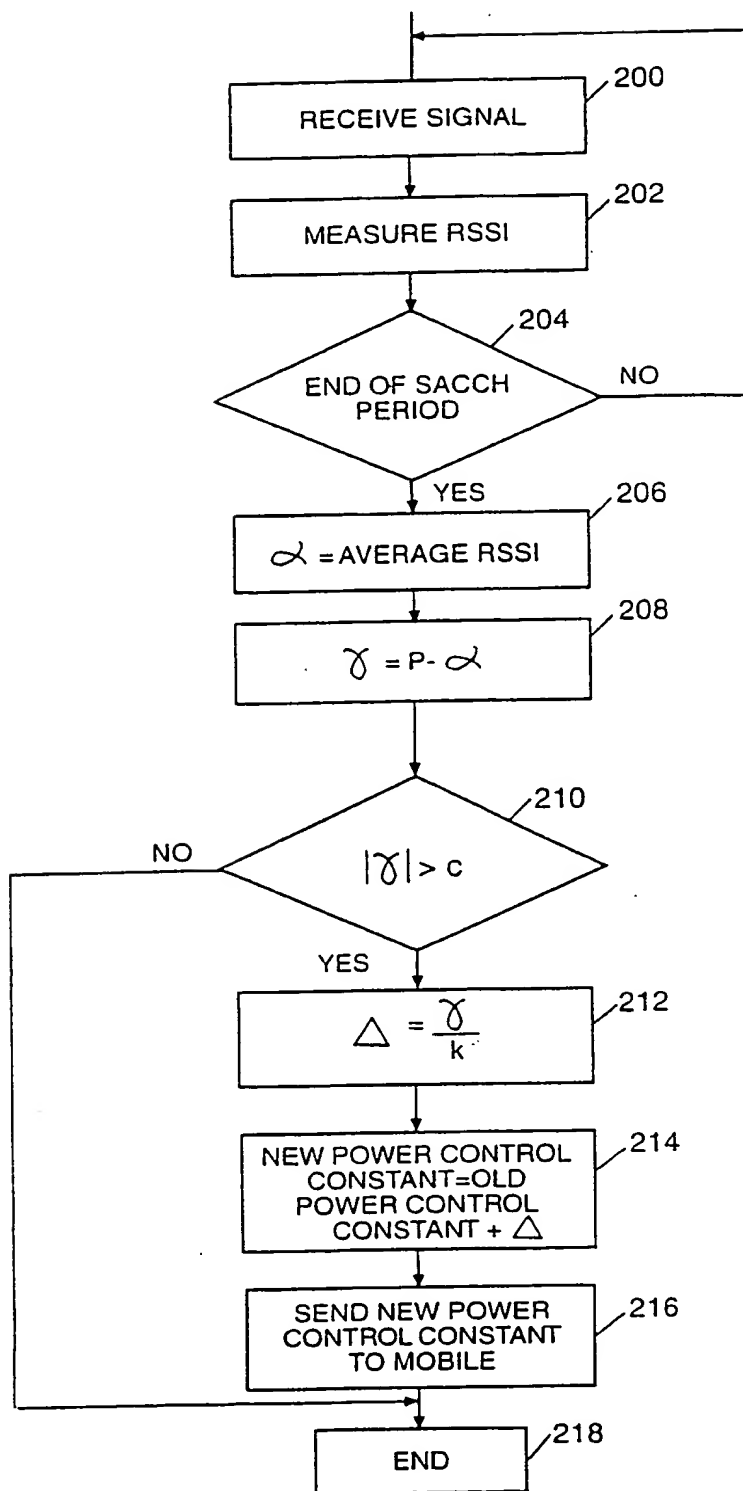 200
RECEIVE SIGNAL
202
MEASURE RSSI
204
END OF SACCH
PERIOD
NO
YES
206
α = AVERAGE RSSI
208
γ = P- α
210
NO
|γ| > c
YES
212
Δ = γ
k
214
NEW POWER CONTROL
CONSTANT=OLD
POWER CONTROL
CONSTANT + Δ
216
SEND NEW POWER
CONTROL CONSTANT
TO MOBILE
218
END